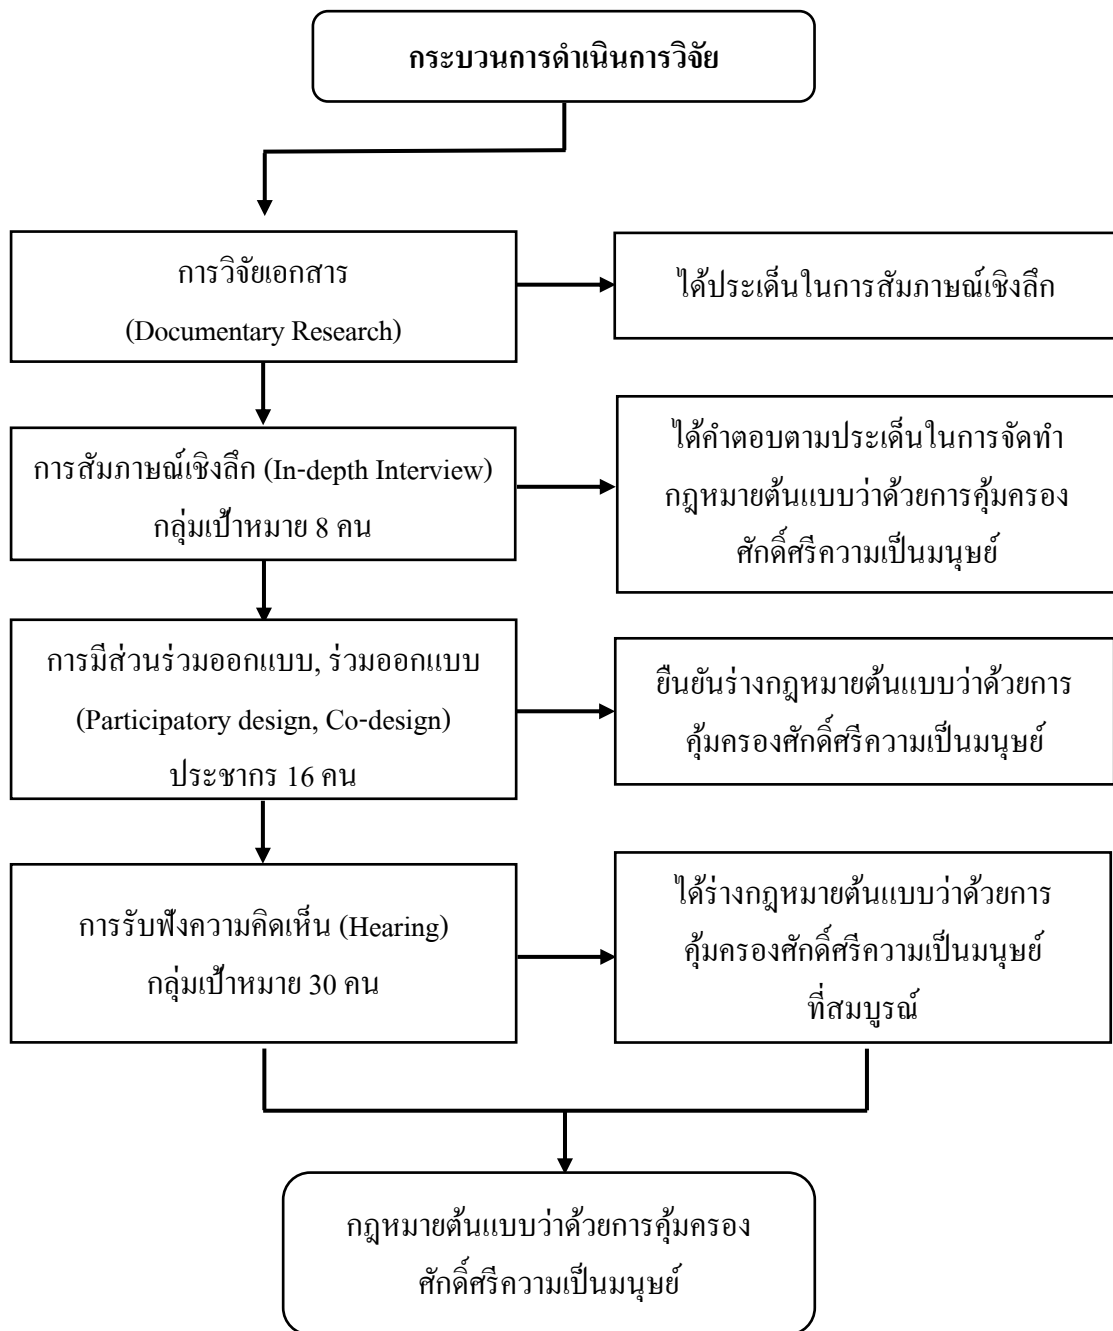 กระบวนการดำเนินการวิจัย
การวิจัยเอกสาร
(Documentary Research)
ได้ประเด็นในการสัมภาษณ์เชิงลึก
การสัมภาษณ์เชิงลึก (In-depth Interview)
กลุ่มเป้าหมาย 8 คน
ได้คำตอบตามประเด็นในการจัดทำ
กฎหมายต้นแบบว่าด้วยการคุ้มครอง
ศักดิ์ศรีความเป็นมนุษย์
การมีส่วนร่วมออกแบบ, ร่วมออกแบบ
(Participatory design, Co-design)
ประชากร 16 คน
ยืนยันร่างกฎหมายต้นแบบว่าด้วยการ
คุ้มครองศักดิ์ศรีความเป็นมนุษย์
การรับฟังความคิดเห็น (Hearing)
กลุ่มเป้าหมาย 30 คน
ได้ร่างกฎหมายต้นแบบว่าด้วยการ
คุ้มครองศักดิ์ศรีความเป็นมนุษย์
ที่สมบูรณ์
กฎหมายต้นแบบว่าด้วยการคุ้มครอง
ศักดิ์ศรีความเป็นมนุษย์